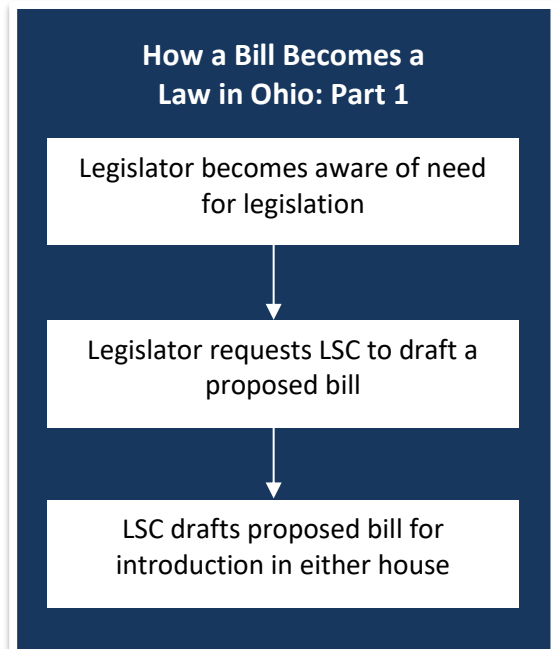 How a Bill Becomes a
Law in Ohio: Part 1
Legislator becomes aware of need
for legislation
Legislator requests LSC to draft a
proposed bill
LSC drafts proposed bill for
introduction in either house